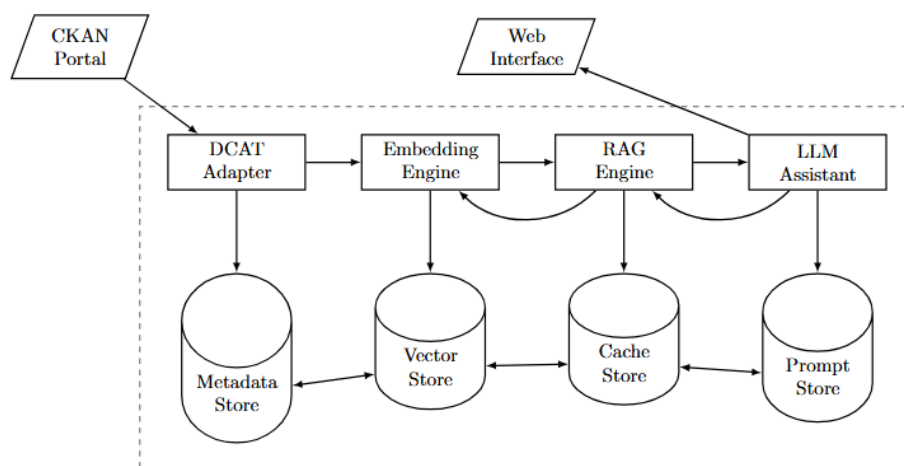 CKAN
Portal
Web
Interface
DCAT
Adapter
Embedding
Engine
RAG
Engine
LLM
Assistant
Metadata
Store
Vector
Store
Cache
Store
Prompt
Store